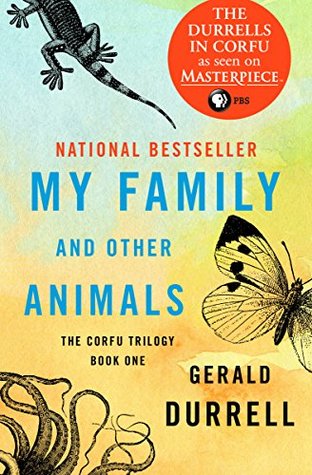 THE
DURRELLS
IN CORFU
as seen on
MASTERPIECE™
PBS
NATIONAL BESTSELLER
MY FAMILY
AND OTHER
ANIMALS
THE CORFU TRILOGY
BOOK ONE
GERALD
DURRELL